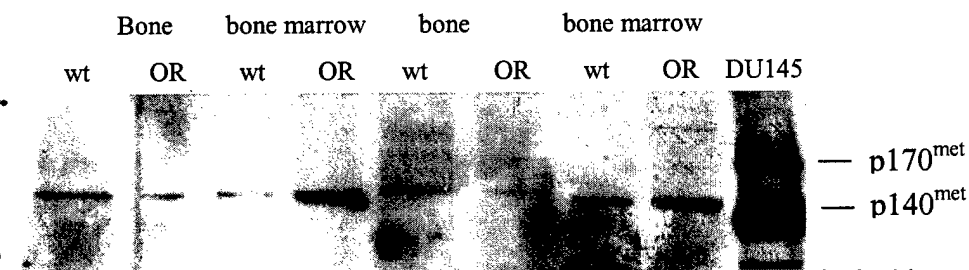 Bone bone marrow bone bone marrow
wt OR wt OR wt OR wt OR DU145
— p170met
— p140met